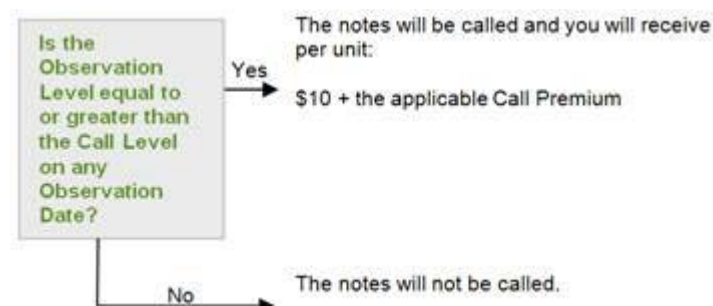 Is the
Observation
Level equal to
or greater than
the Call Level
on any
Observation
Date?
Yes
The notes will be called and you will receive
per unit:
$10 + the applicable Call Premium
No
The notes will not be called.